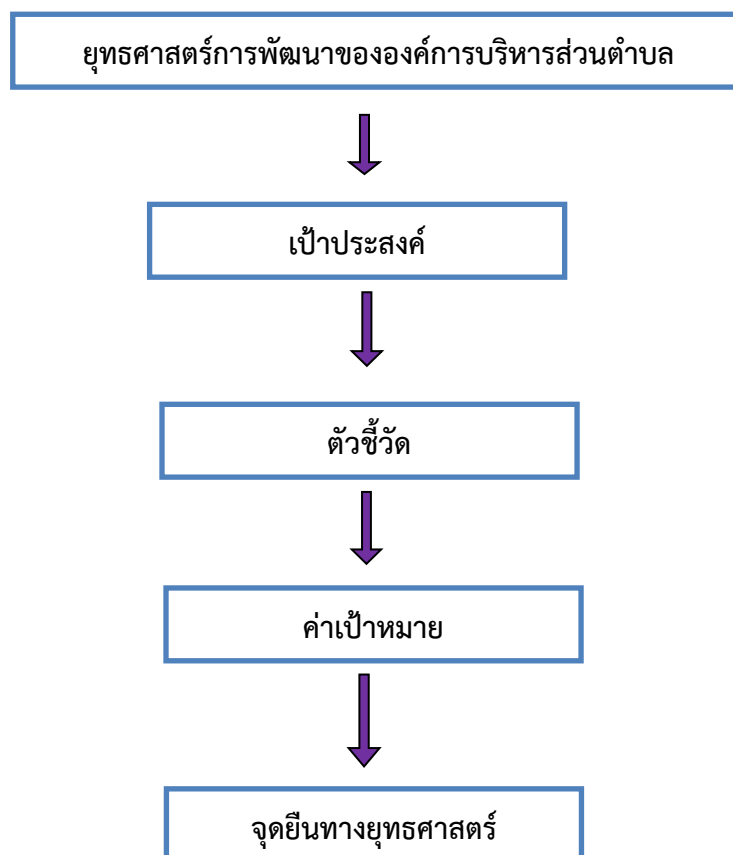 ยุทธศาสตร์การพัฒนาขององค์การบริหารส่วนตำบล
เป้าประสงค์
ตัวชี้วัด
ค่าเป้าหมาย
จุดยืนทางยุทธศาสตร์